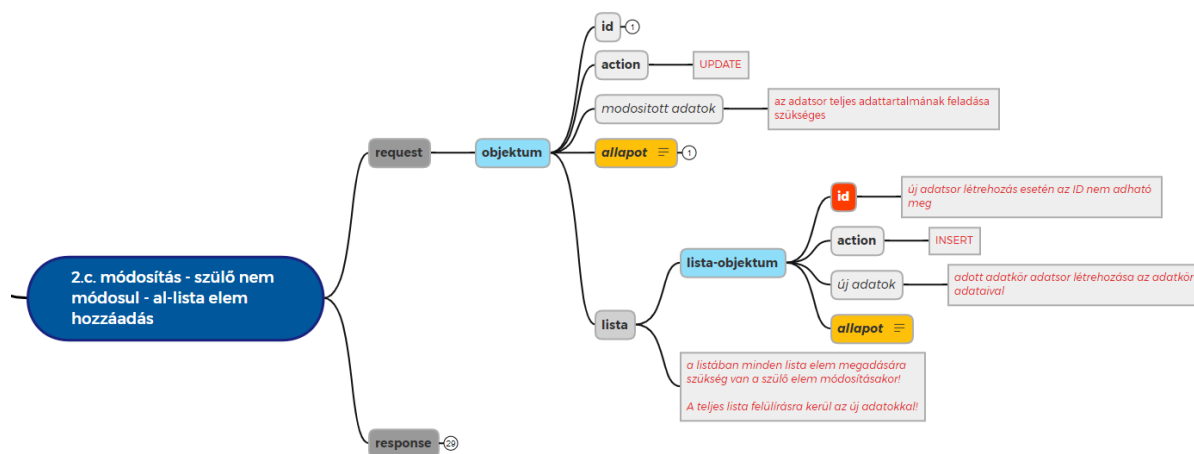 2.c. módosítás - szülő nem
módosul - al-lista elem
hozzáadás
request
objektum
id
1
action
UPDATE
modosított adatok
az adatsor teljes adattartalmának feladása
szükséges
allapot
1
lista
lista-objektum
id
új adatsor létrehozás esetén az ID nem adható
meg
action
INSERT
új adatok
adott adatkör adatsor létrehozása az adatkör
adataival
allapot
a listában minden lista elem megadására
szükség van a szülő elem módosításakor!
A teljes lista felülírásra kerül az új adatokkal!
response
29